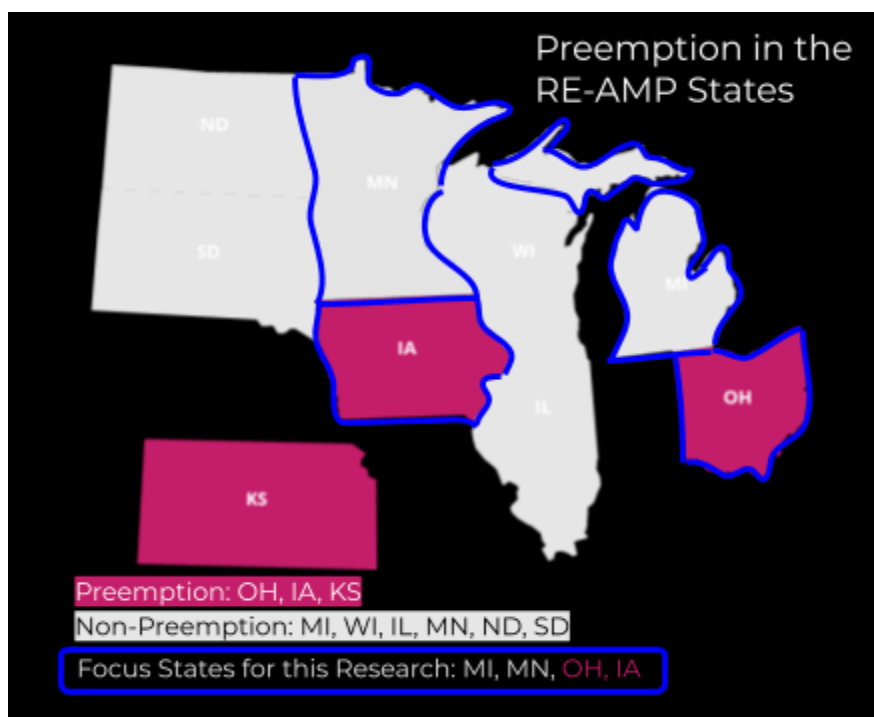 Preemption in the
RE-AMP States
ND
MN
SD
WI
MI
IA
OH
IL
KS
Preemption: OH, IA, KS
Non-Preemption: MI, WI, IL, MN, ND, SD
Focus States for this Research: MI, MN, OH, IA